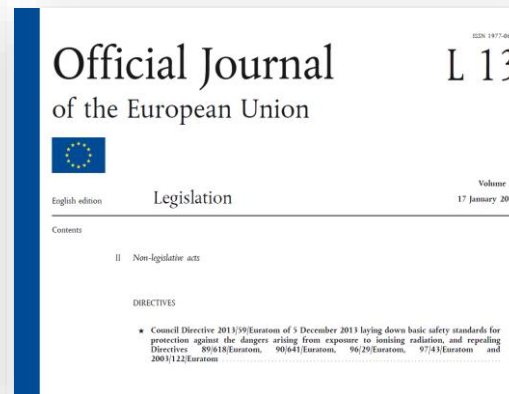 ISSN 1977-0
Official Journal
L 13
of the European Union
Volume
English edition
Legislation
17 January 20
Contents
II Non-legislative acts
DIRECTIVES
★ Council Directive 2013/59/Euratom of 5 December 2013 laying down basic safety standards for
protection against the dangers arising from exposure to ionising radiation, and repealing
Directives 89/618/Euratom, 90/641/Euratom, 96/29/Euratom, 97/43/Euratom and
2003/122/Euratom